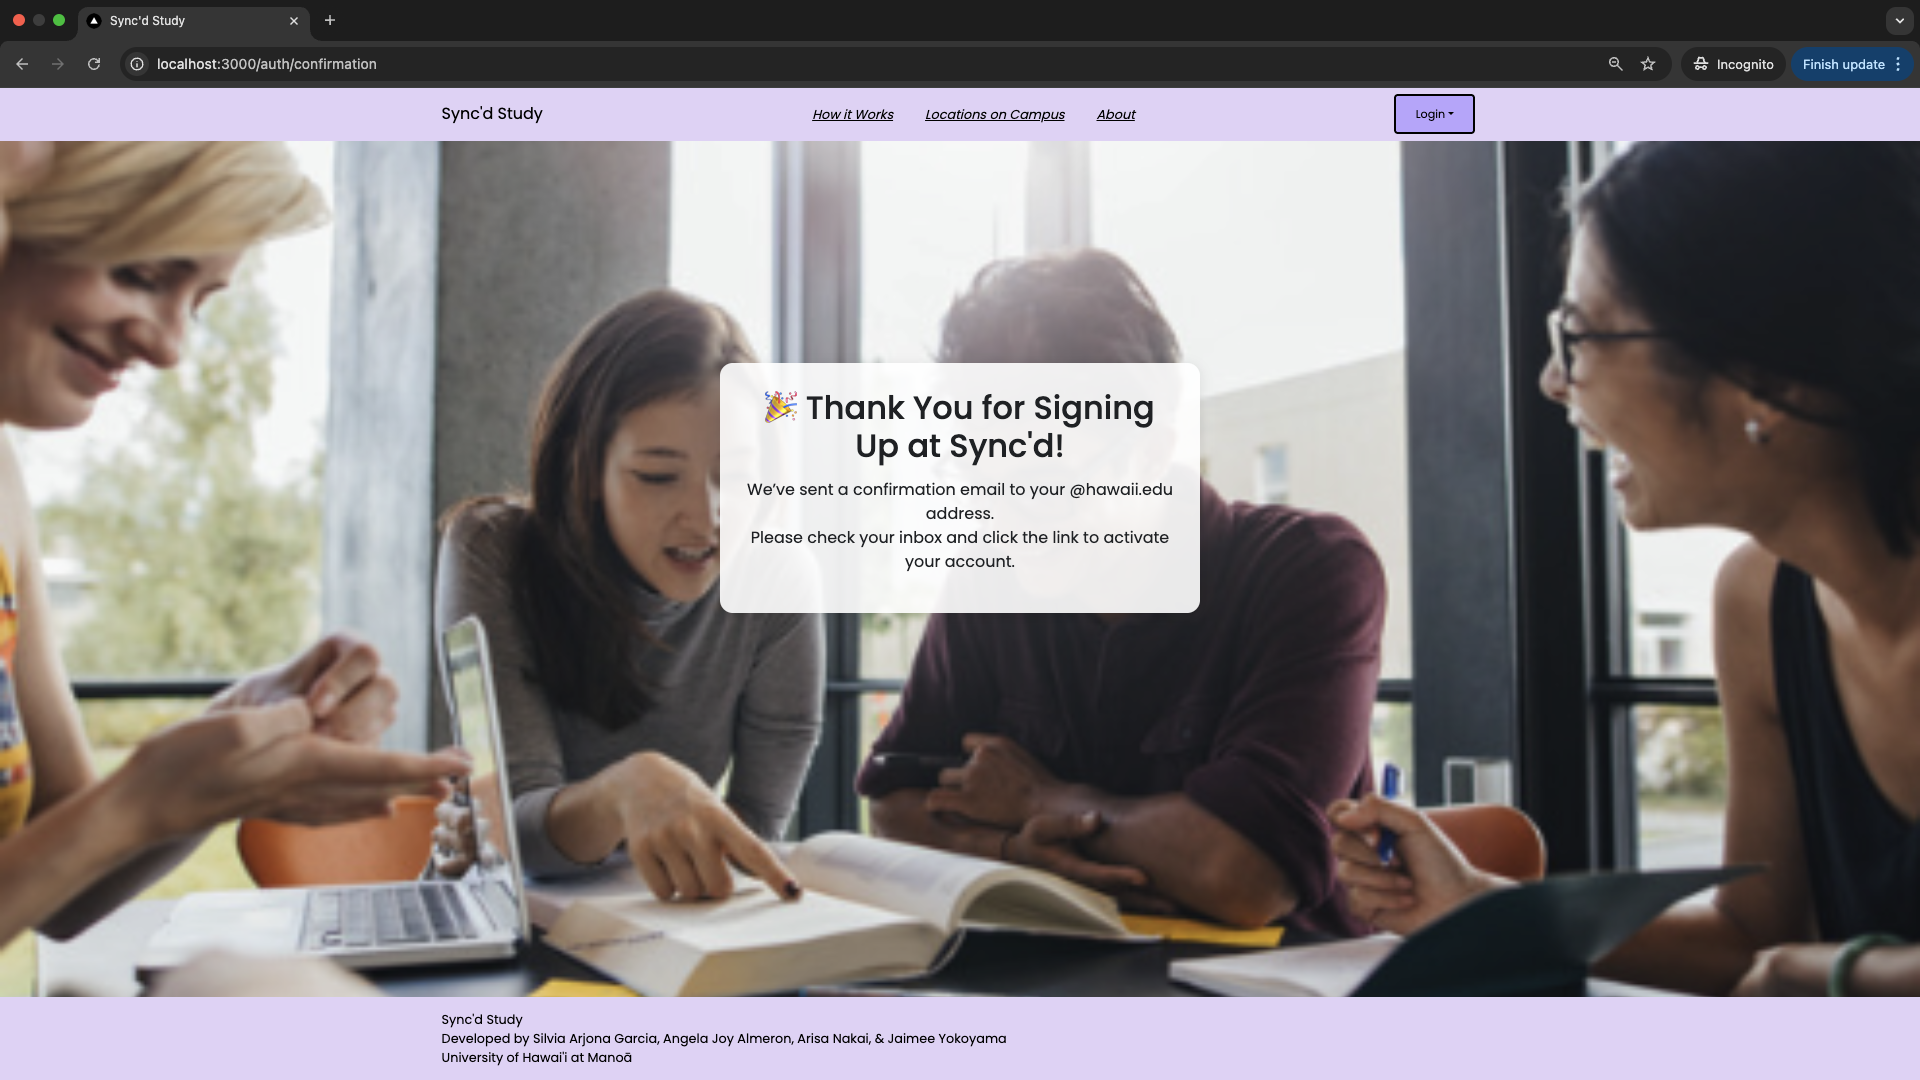 Sync'd Study
localhost:3000/auth/confirmation
Incognito
Finish update
Sync'd Study
How it Works
Locations on Campus
About
Login
🎉 Thank You for Signing
Up at Sync'd!
We’ve sent a confirmation email to your @hawaii.edu
address.
Please check your inbox and click the link to activate
your account.
Sync'd Study
Developed by Silvia Arjona Garcia, Angela Joy Almeron, Arisa Nakai, & Jaimee Yokoyama
University of Hawai'i at Manoā